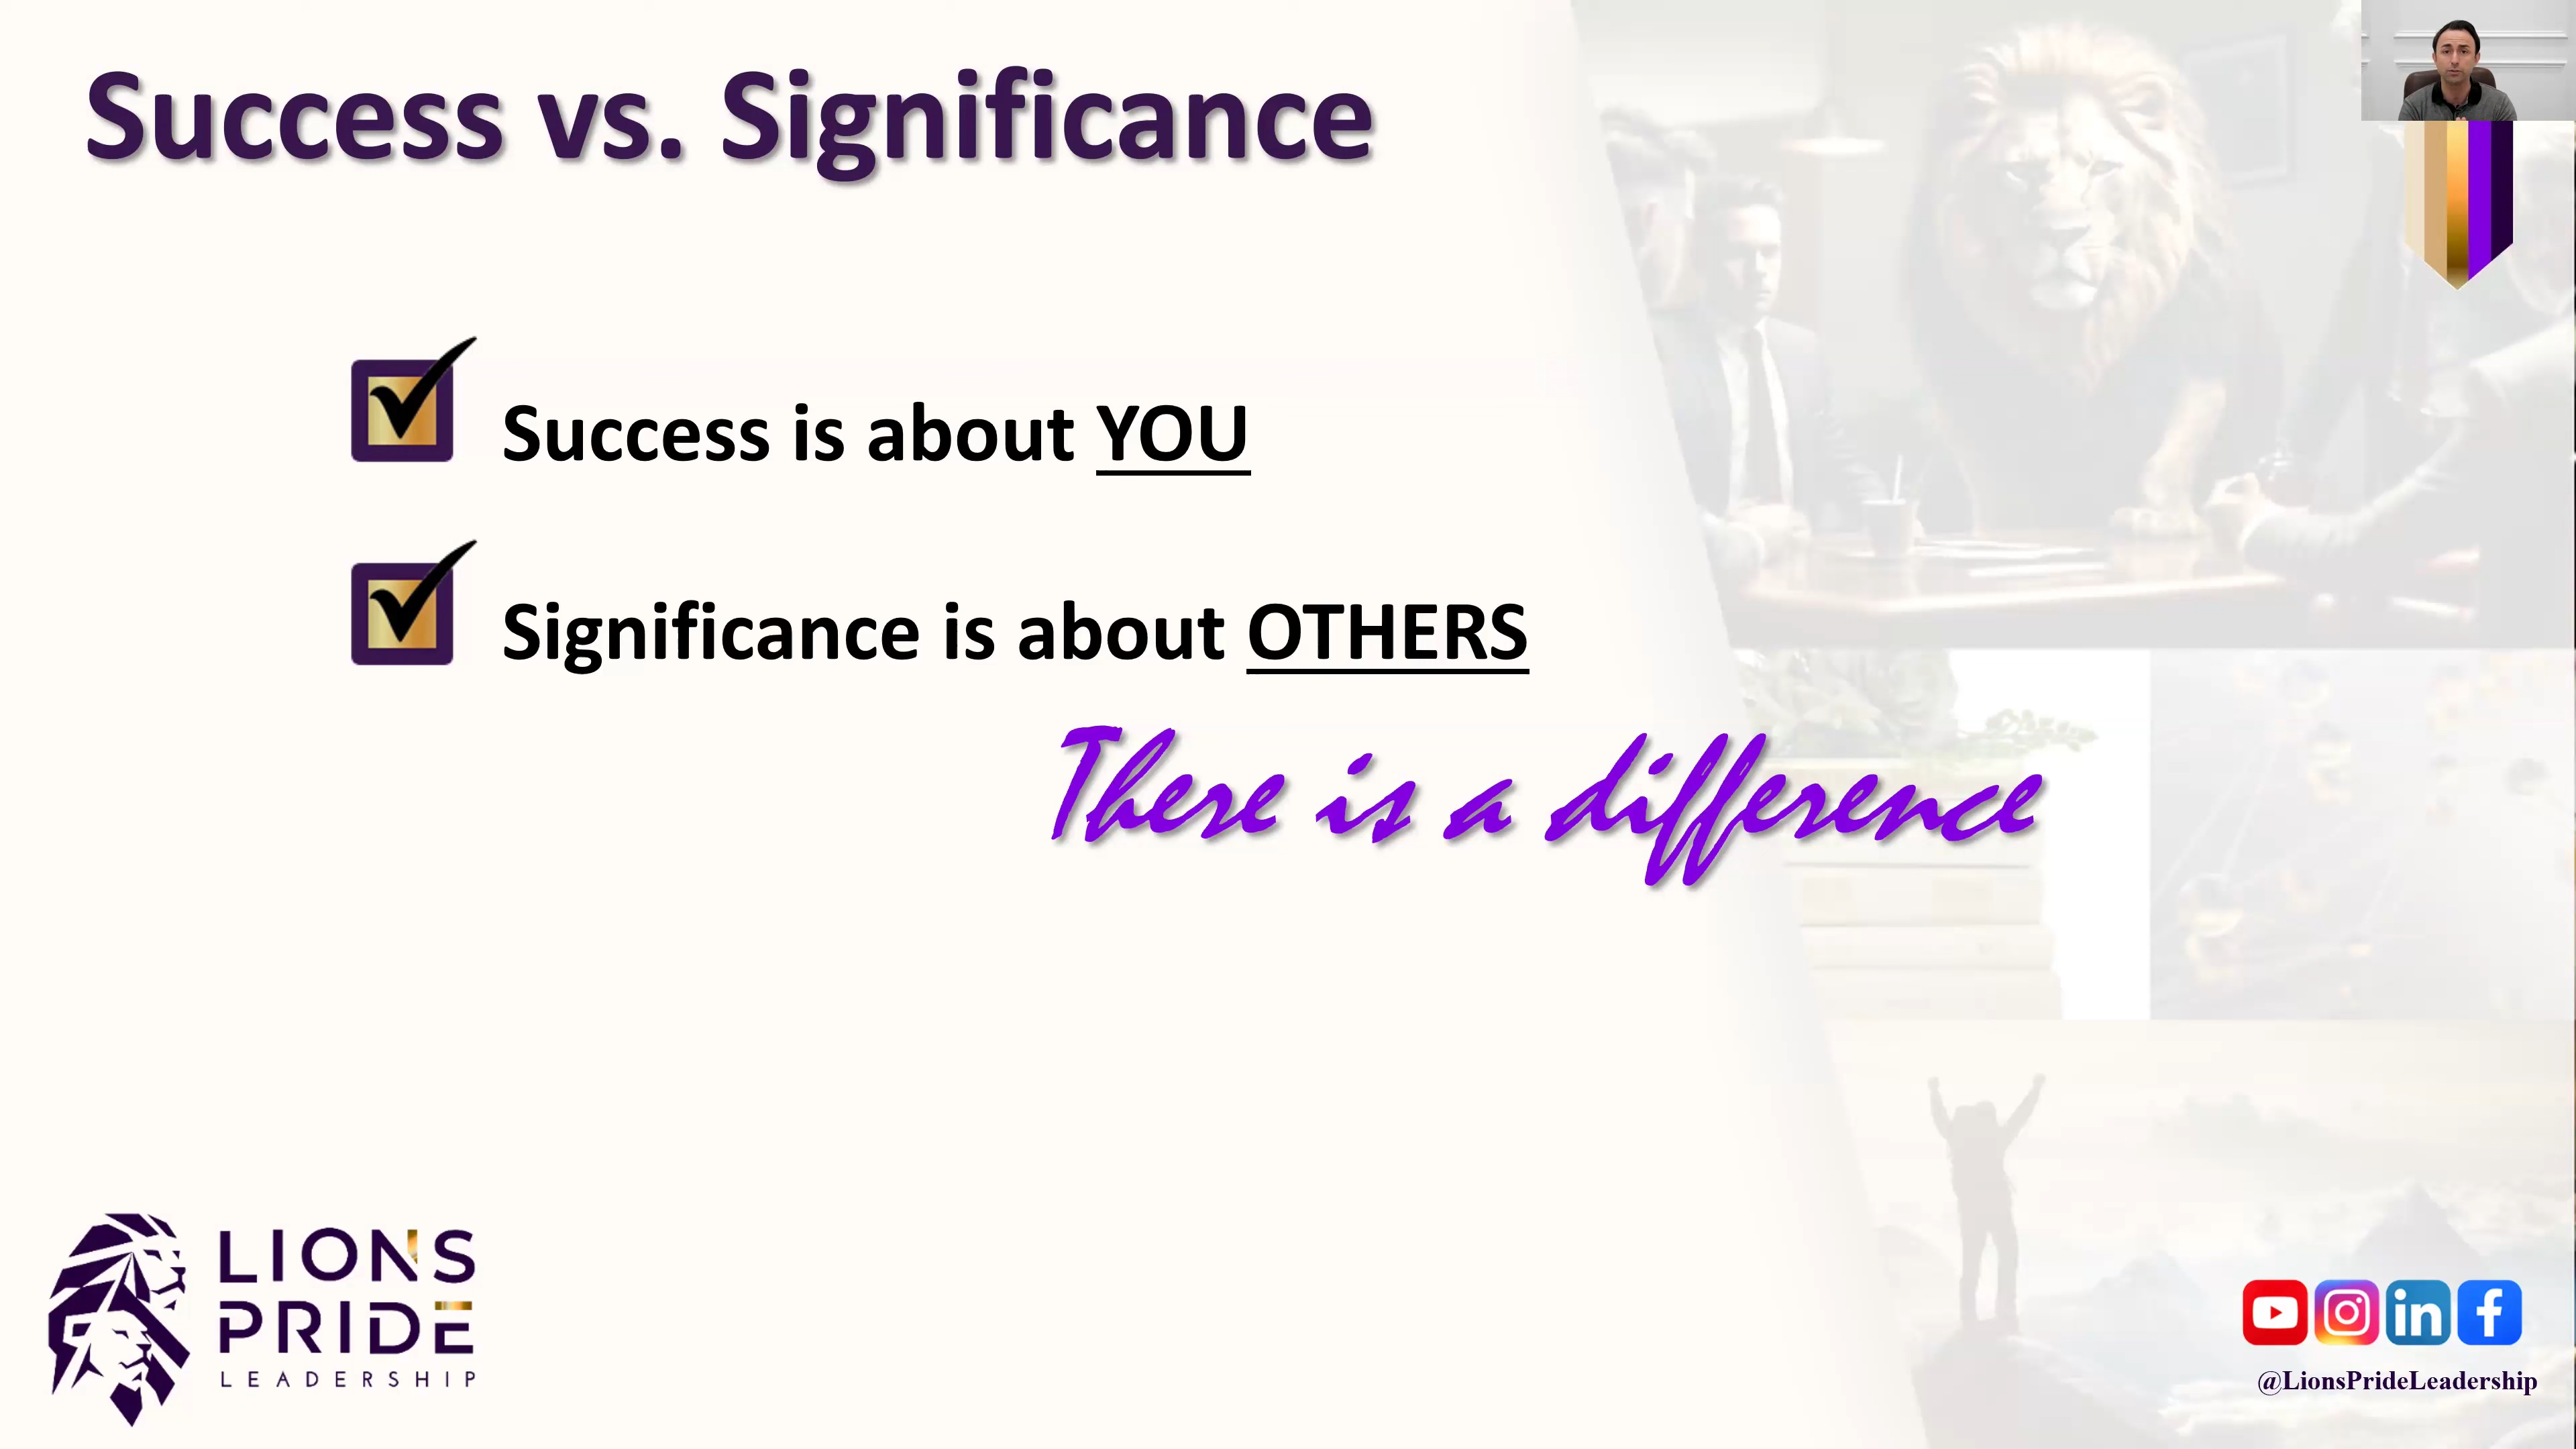 Success vs. Significance
Success is about YOU
Significance is about OTHERS
There is a difference
LIONS
PRIDE
LEADERSHIP
@LionsPrideLeadership